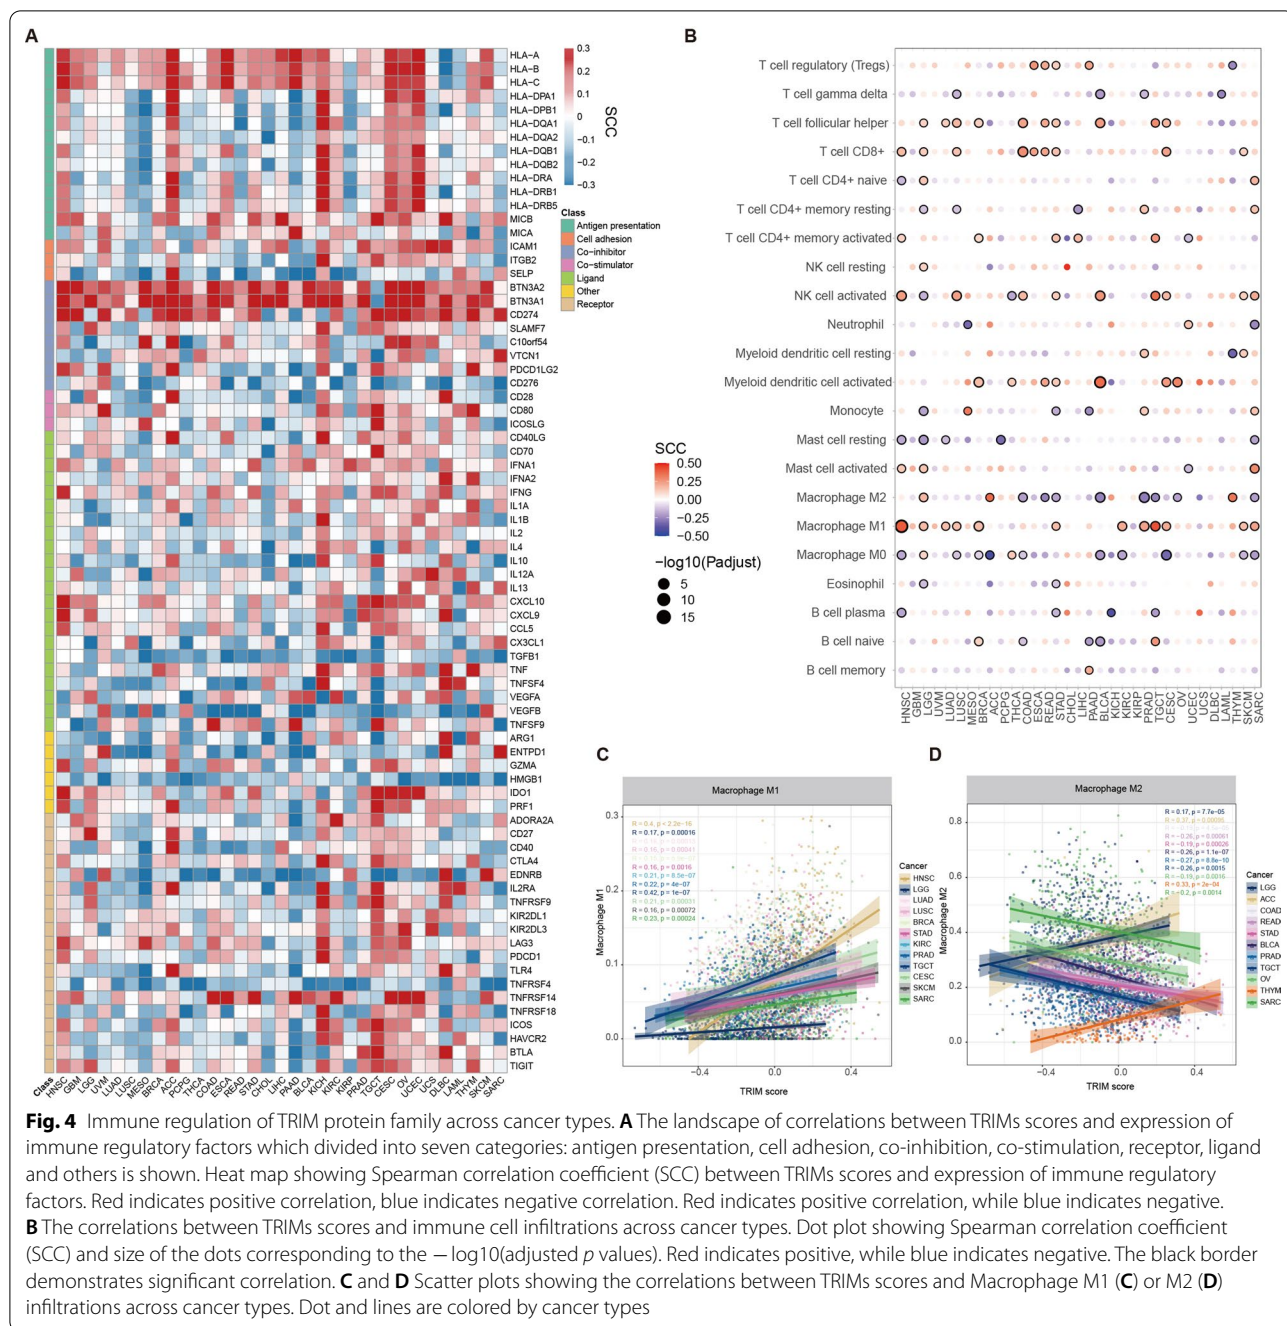 A
HLA-A
HLA-B
HLA-C
HLA-DPA1
HLA-DPB1
HLA-DQA1
HLA-DQA2
HLA-DQB1
HLA-DQB2
HLA-DRA
HLA-DRB1
HLA-DRB5
MICB
MICA
ICAM1
ITGB2
SELP
BTN3A2
BTN3A1
CD274
SLAMF7
C10orf54
VTCN1
PDCD1LG2
CD276
CD28
CD80
ICOSLG
CD40LG
CD70
IFNA1
IFNA2
IFNG
IL1A
IL1B
IL2
IL4
IL10
IL12A
IL13
CXCL10
CXCL9
CCL5
CX3CL1
TGFB1
TNF
TNFSF4
VEGFA
VEGFB
TNFSF9
ARG1
ENTPD1
GZMA
HMGB1
IDO1
PRF1
ADORA2A
CD27
CD40
CTLA4
EDNRB
IL2RA
TNFRSF9
KIR2DL1
KIR2DL3
LAG3
PDCD1
TLR4
TNFRSF4
TNFRSF14
TNFRSF18
ICOS
HAVCR2
BTLA
TIGIT
Class HNSC GBM LGG UVM LUAD LUSC MESO BRCA ACC PCPG THCA COAD ESCA READ STAD CHOL LIHC PAAD BLCA KICH KIRC KIRP PRAD TGCT CESC OV UCEC UCS DLBC LAML THYM SKCM SARC
0.3
0.2
0.1
0
−0.1
−0.2
−0.3
SCC
Class
Antigen presentation
Cell adhesion
Co−inhibitor
Co−stimulator
Ligand
Other
Receptor
B
T cell regulatory (Tregs)
T cell gamma delta
T cell follicular helper
T cell CD8+
T cell CD4+ naive
T cell CD4+ memory resting
T cell CD4+ memory activated
NK cell resting
NK cell activated
Neutrophil
Myeloid dendritic cell resting
Myeloid dendritic cell activated
Monocyte
Mast cell resting
Mast cell activated
Macrophage M2
Macrophage M1
Macrophage M0
Eosinophil
B cell plasma
B cell naive
B cell memory
HNSC GBM LGG UVM LUAD LUSC MESO BRCA ACC PCPG THCA COAD ESCA READ STAD CHOL LIHC PAAD BLCA KICH KIRC KIRP PRAD TGCT CESC OV UCEC UCS DLBC LAML THYM SKCM SARC
SCC
0.50
0.25
0.00
−0.25
−0.50
−log10(Padjust)
5
10
15
C
Macrophage M1
R = 0.4, p < 2.2e−16
R = 0.17, p = 0.00016
R = 0.16, p = 0.00041
R = 0.16, p = 0.0016
R = 0.21, p = 8.5e−07
R = 0.22, p = 4e−07
R = 0.42, p = 1e−07
R = 0.21, p = 0.00031
R = 0.16, p = 0.00072
R = 0.23, p = 0.00024
Macrophage M1
0.3
0.2
0.1
0.0
−0.4
0.0
0.4
TRIM score
Cancer
HNSC
LGG
LUAD
LUSC
BRCA
STAD
KIRC
PRAD
TGCT
CESC
SKCM
SARC
D
Macrophage M2
R = 0.17, p = 7.7e−05
R = 0.37, p = 0.00095
R = −0.26, p = 0.00061
R = −0.19, p = 0.00026
R = −0.26, p = 1.1e−07
R = −0.27, p = 8.8e−10
R = −0.26, p = 0.0015
R = −0.19, p = 0.0016
R = 0.33, p = 2e−04
R = −0.2, p = 0.0014
Macrophage M2
0.8
0.6
0.4
0.2
0.0
−0.4
0.0
0.4
TRIM score
Cancer
LGG
ACC
COAD
READ
STAD
BLCA
PRAD
TGCT
OV
THYM
SARC
Fig. 4 Immune regulation of TRIM protein family across cancer types. A The landscape of correlations between TRIMs scores and expression of
immune regulatory factors which divided into seven categories: antigen presentation, cell adhesion, co-inhibition, co-stimulation, receptor, ligand
and others is shown. Heat map showing Spearman correlation coefficient (SCC) between TRIMs scores and expression of immune regulatory
factors. Red indicates positive correlation, blue indicates negative correlation. Red indicates positive correlation, while blue indicates negative.
B The correlations between TRIMs scores and immune cell infiltrations across cancer types. Dot plot showing Spearman correlation coefficient
(SCC) and size of the dots corresponding to the − log10(adjusted p values). Red indicates positive, while blue indicates negative. The black border
demonstrates significant correlation. C and D Scatter plots showing the correlations between TRIMs scores and Macrophage M1 (C) or M2 (D)
infiltrations across cancer types. Dot and lines are colored by cancer types